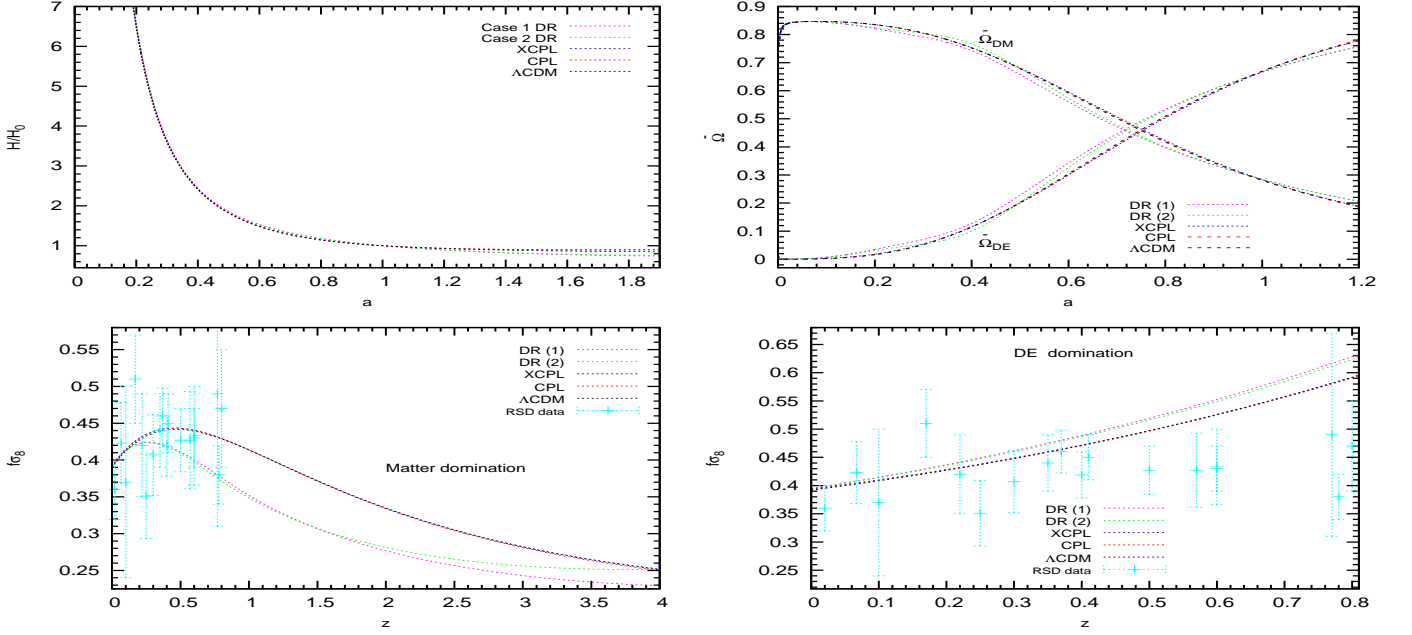 7
6
5
4
3
2
1
0 0.2 0.4 0.6 0.8 1 1.2 1.4 1.6 1.8
H/H0
a
Case 1 DR
Case 2 DR
XCPL
CPL
ΛCDM
0.9
0.8
0.7
0.6
0.5
0.4
0.3
0.2
0.1
0
0 0.2 0.4 0.6 0.8 1 1.2
Ω̄
a
Ω̄DM
Ω̄DE
DR (1)
DR (2)
XCPL
CPL
ΛCDM
0.55
0.5
0.45
0.4
0.35
0.3
0.25
0 0.5 1 1.5 2 2.5 3 3.5 4
fσ8
z
DR (1)
DR (2)
XCPL
CPL
ΛCDM
RSD data
Matter domination
0.65
0.6
0.55
0.5
0.45
0.4
0.35
0.3
0.25
0 0.1 0.2 0.3 0.4 0.5 0.6 0.7 0.8
fσ8
z
DE domination
DR (1)
DR (2)
XCPL
CPL
ΛCDM
RSD data